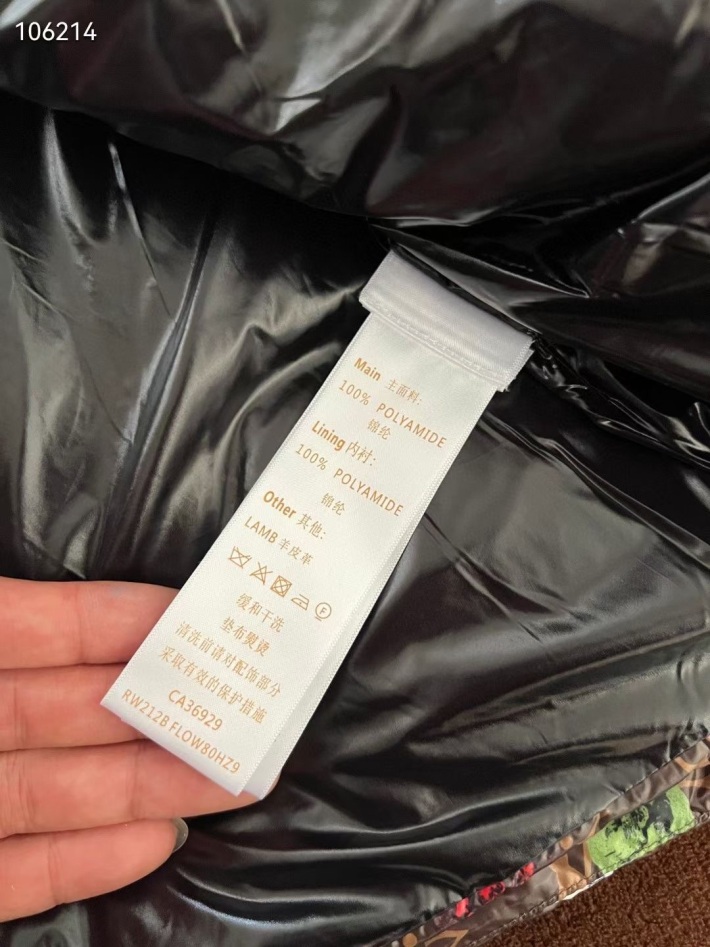 106214
Main 主面料:
100% POLYAMIDE
锦纶
Lining 内衬:
100% POLYAMIDE
锦纶
Other 其他:
LAMB 羊皮革
F
缓和干洗
垫布熨烫
清洗前请对配饰部分
采取有效的保护措施
CA36929
RW212B FLOW80HZ9